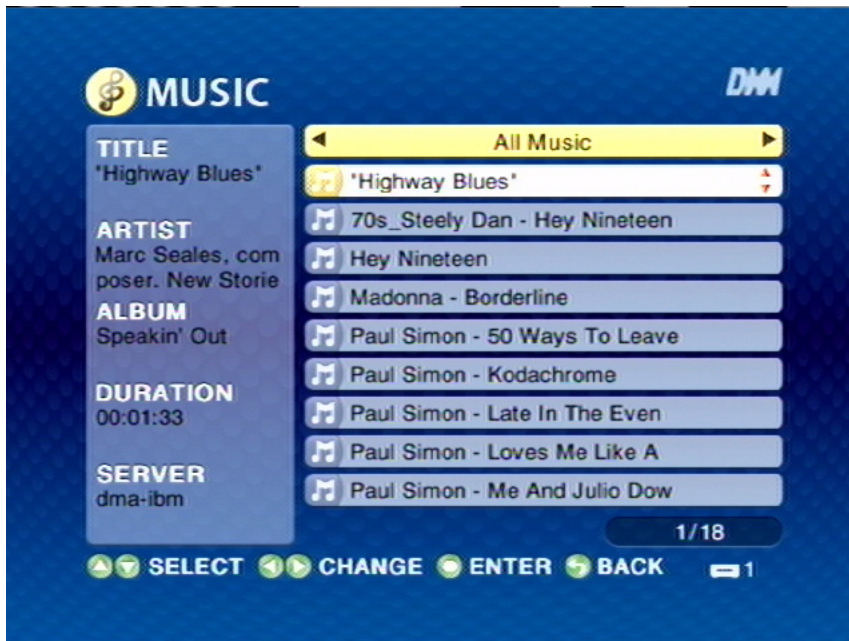 MUSIC
DMM
TITLE
"Highway Blues"
ARTIST
Marc Seales, com
poser. New Storie
ALBUM
Speakin' Out
DURATION
00:01:33
SERVER
dma-ibm
All Music
"Highway Blues"
70s_Steely Dan - Hey Nineteen
Hey Nineteen
Madonna - Borderline
Paul Simon - 50 Ways To Leave
Paul Simon - Kodachrome
Paul Simon - Late In The Even
Paul Simon - Loves Me Like A
Paul Simon - Me And Julio Dow
1/18
SELECT CHANGE ENTER BACK 1